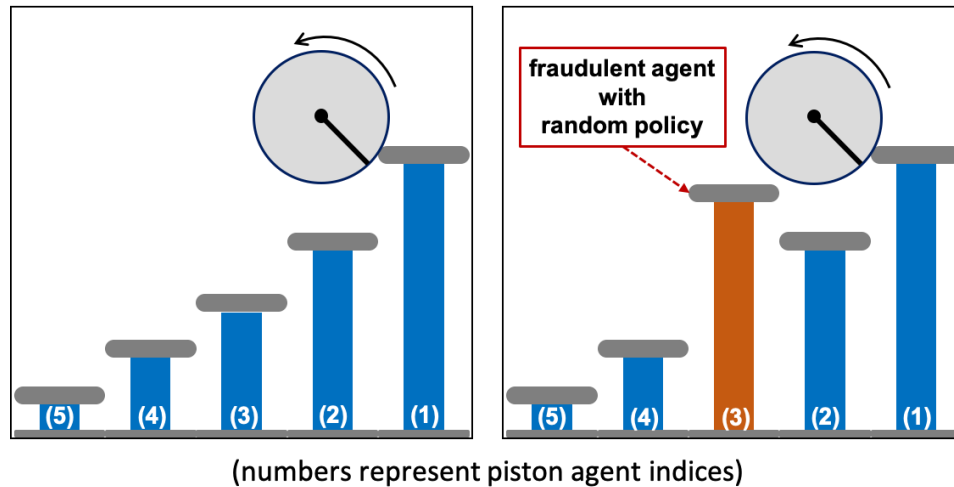 (5) (4) (3) (2) (1)
fraudulent agent
with
random policy
(5) (4) (3) (2) (1)
(numbers represent piston agent indices)